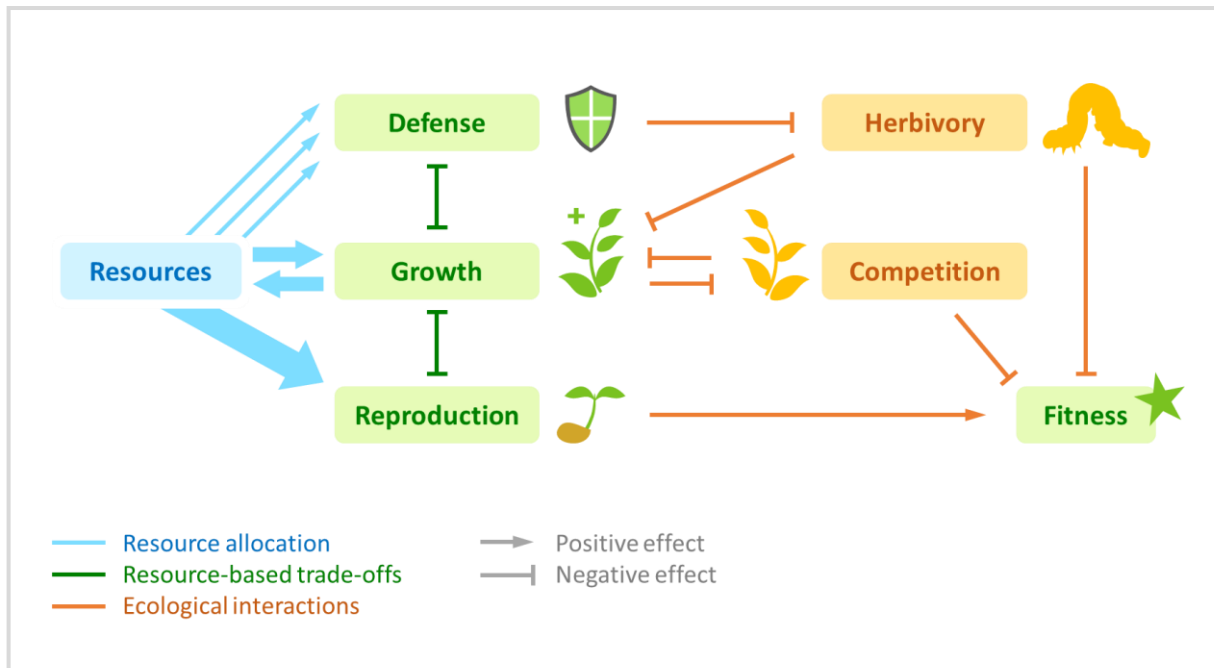 Defense
Herbivory
Resources
Growth
Competition
Reproduction
Fitness
Resource allocation
Positive effect
Resource-based trade-offs
Negative effect
Ecological interactions